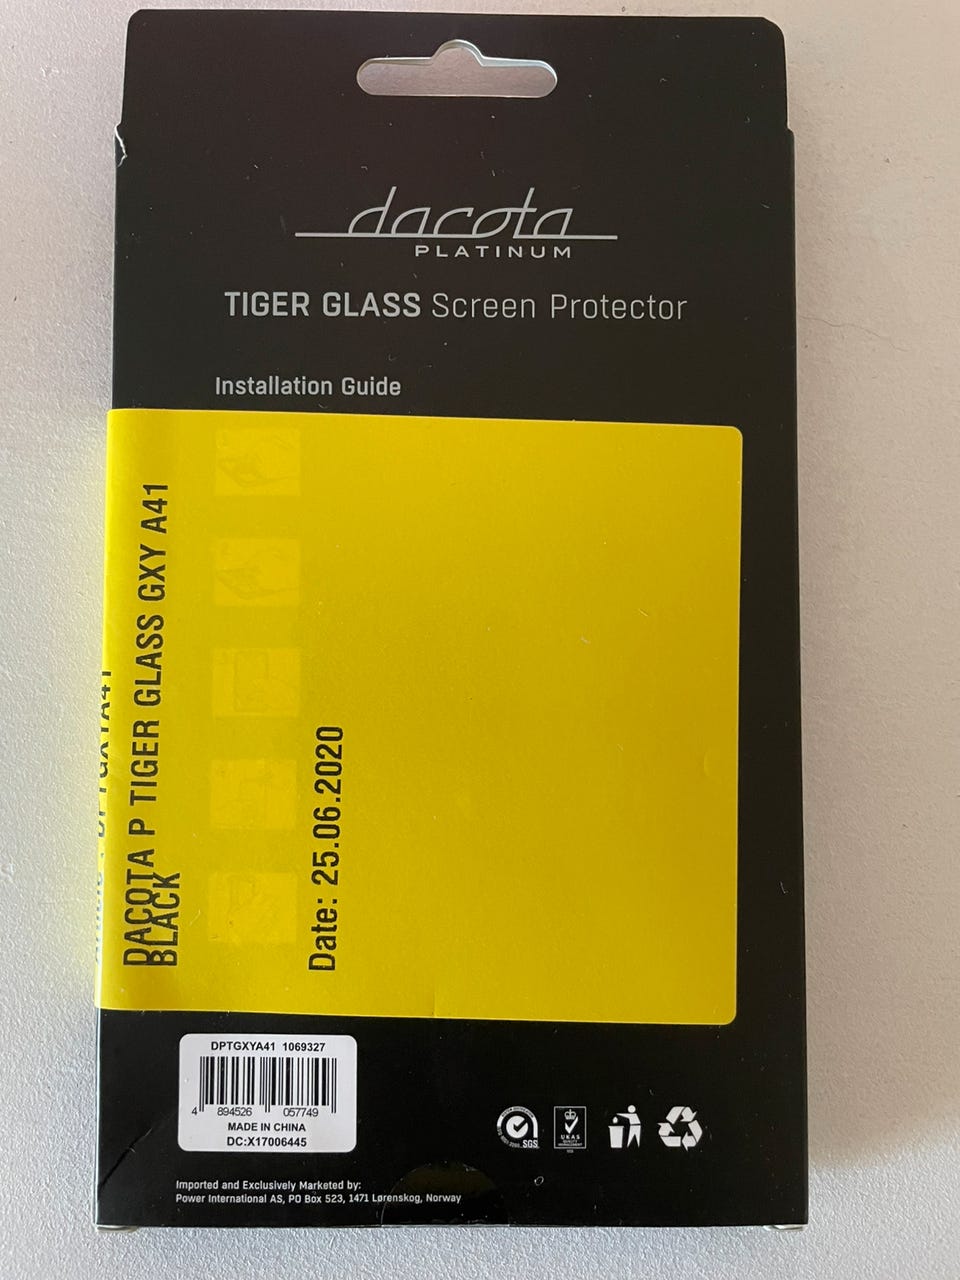 dacota
PLATINUM
TIGER GLASS Screen Protector
Installation Guide
DACOTA P TIGER GLASS GXY A41
BLACK
Date: 25.06.2020
DPTGXYA41 1069327
4 894526 057749
MADE IN CHINA
DC:X17006445
SGS
UKAS
Imported and Exclusively Marketed by:
Power International AS, PO Box 523, 1471 Lørenskog, Norway